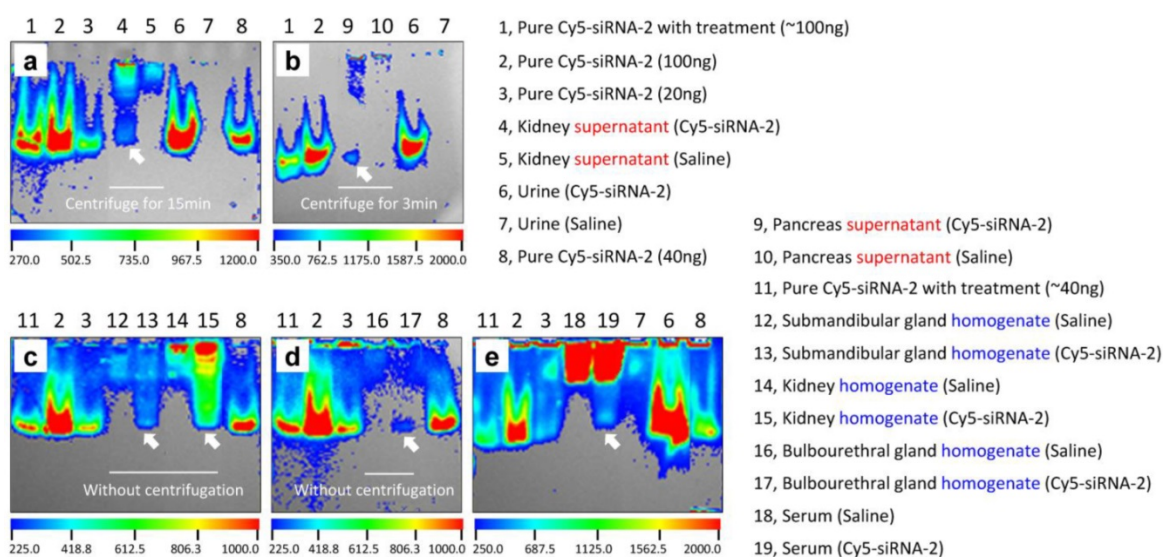 1 2 3 4 5 6 7 8
a
Centrifuge for 15min
270.0 502.5 735.0 967.5 1200.0
1 2 9 10 6 7
b
Centrifuge for 3min
350.0 762.5 1175.0 1587.5 2000.0
1, Pure Cy5-siRNA-2 with treatment (~100ng)
2, Pure Cy5-siRNA-2 (100ng)
3, Pure Cy5-siRNA-2 (20ng)
4, Kidney supernatant (Cy5-siRNA-2)
5, Kidney supernatant (Saline)
6, Urine (Cy5-siRNA-2)
7, Urine (Saline)
8, Pure Cy5-siRNA-2 (40ng)
9, Pancreas supernatant (Cy5-siRNA-2)
10, Pancreas supernatant (Saline)
11, Pure Cy5-siRNA-2 with treatment (~40ng)
12, Submandibular gland homogenate (Saline)
13, Submandibular gland homogenate (Cy5-siRNA-2)
14, Kidney homogenate (Saline)
15, Kidney homogenate (Cy5-siRNA-2)
16, Bulbourethral gland homogenate (Saline)
17, Bulbourethral gland homogenate (Cy5-siRNA-2)
18, Serum (Saline)
19, Serum (Cy5-siRNA-2)
11 2 3 12 13 14 15 8
c
Without centrifugation
225.0 418.8 612.5 806.3 1000.0
11 2 3 16 17 8
d
Without centrifugation
225.0 418.8 612.5 806.3 1000.0
11 2 3 18 19 7 6 8
e
250.0 687.5 1125.0 1562.5 2000.0